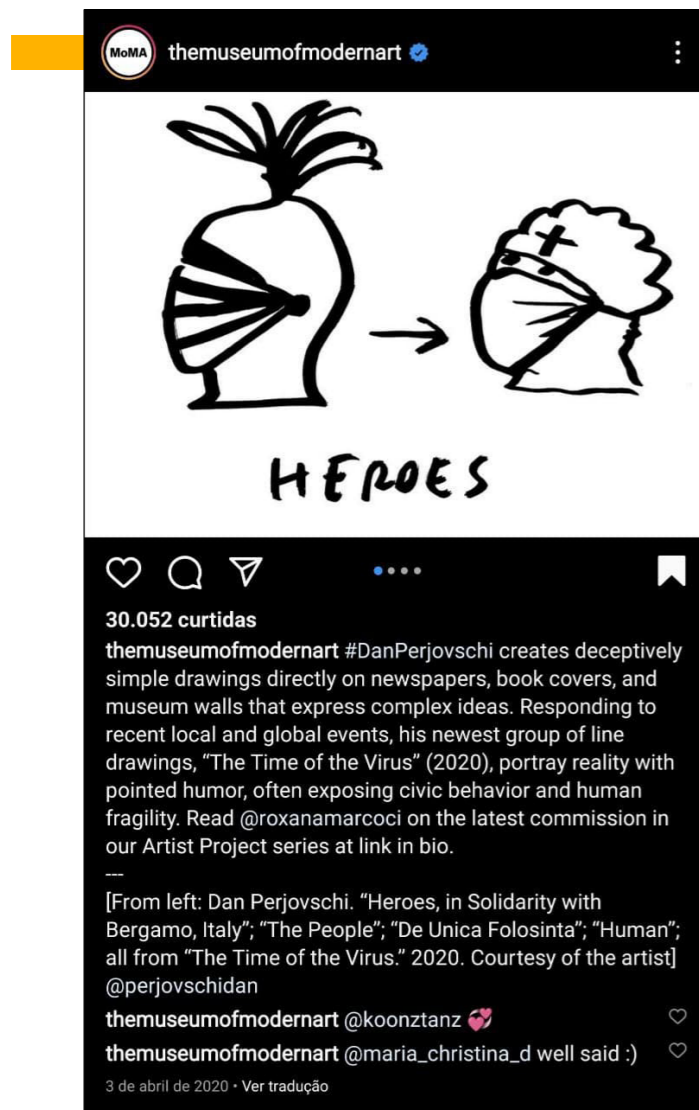 MoMA themuseumofmodernart
HEROES
30.052 curtidas
themuseumofmodernart #DanPerjovschi creates deceptively
simple drawings directly on newspapers, book covers, and
museum walls that express complex ideas. Responding to
recent local and global events, his newest group of line
drawings, “The Time of the Virus” (2020), portray reality with
pointed humor, often exposing civic behavior and human
fragility. Read @roxanamarcoci on the latest commission in
our Artist Project series at link in bio.
---
[From left: Dan Perjovschi. “Heroes, in Solidarity with
Bergamo, Italy”; “The People”; “De Unica Folosinta”; “Human”;
all from “The Time of the Virus.” 2020. Courtesy of the artist]
@perjovschidan
themuseumofmodernart @koonztanz 💞
themuseumofmodernart @maria_christina_d well said :)
3 de abril de 2020 • Ver tradução